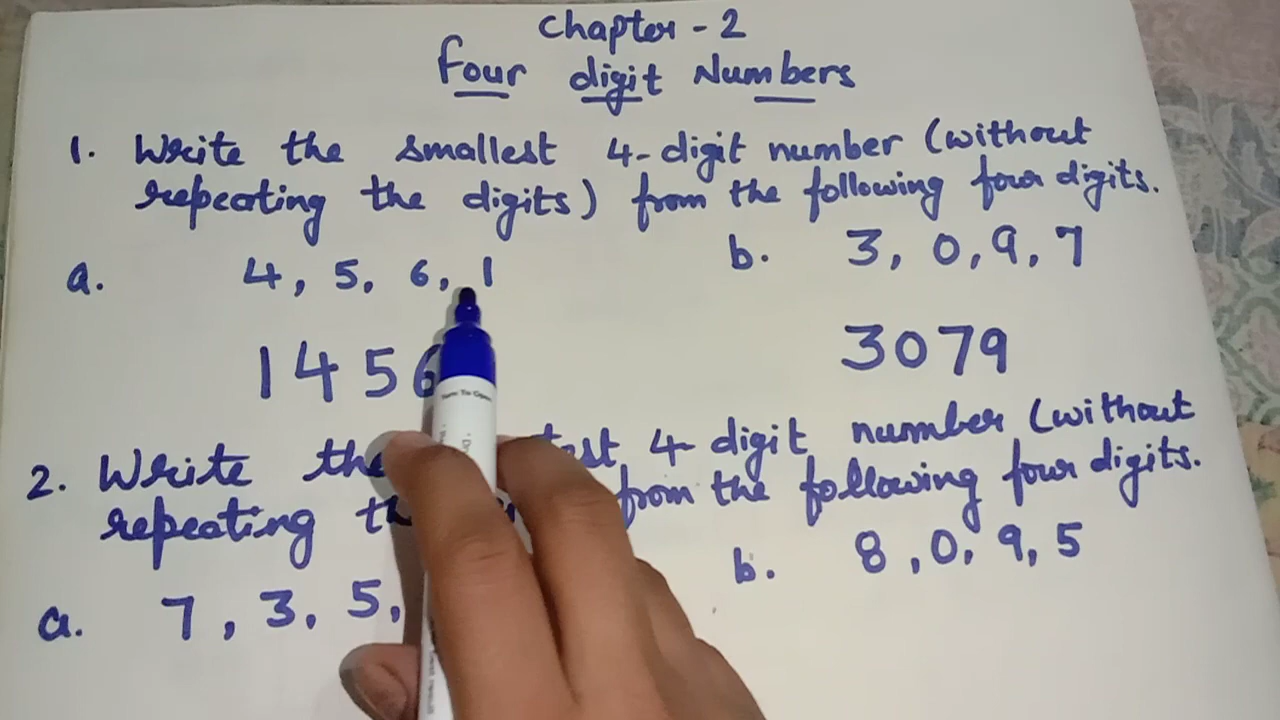 Chapter - 2
Four digit Numbers
1. Write the smallest 4-digit number (without
repeating the digits) from the following four digits.
a. 4, 5, 6, 1
b. 3, 0, 9, 7
1456
3079
2. Write the 4-digit number (without
repeating from the following four digits.
a. 7, 3, 5,
b. 8, 0, 9, 5